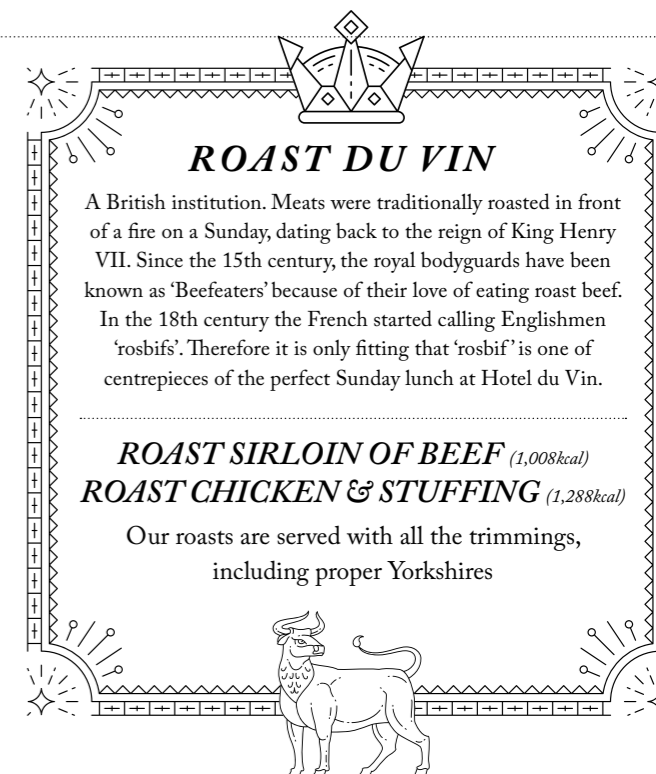 ROAST DU VIN
A British institution. Meats were traditionally roasted in front
of a fire on a Sunday, dating back to the reign of King Henry
VII. Since the 15th century, the royal bodyguards have been
known as ‘Beefeaters’ because of their love of eating roast beef.
In the 18th century the French started calling Englishmen
‘rosbifs’. Therefore it is only fitting that ‘rosbif’ is one of
centrepieces of the perfect Sunday lunch at Hotel du Vin.
ROAST SIRLOIN OF BEEF (1,008kcal)
ROAST CHICKEN & STUFFING (1,288kcal)
Our roasts are served with all the trimmings,
including proper Yorkshires